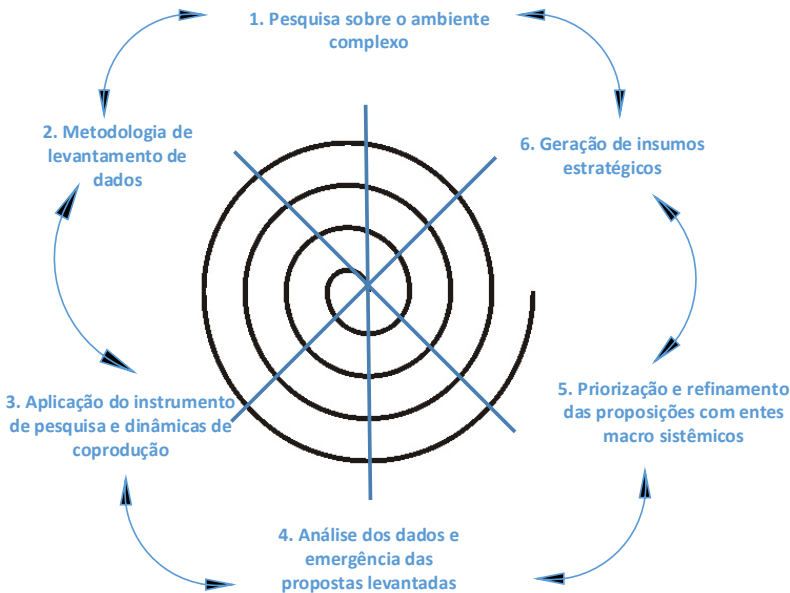 1. Pesquisa sobre o ambiente
complexo
2. Metodologia de
levantamento de
dados
3. Aplicação do instrumento
de pesquisa e dinâmicas de
coprodução
4. Análise dos dados e
emergência das
propostas levantadas
5. Priorização e refinamento
das proposições com entes
macro sistêmicos
6. Geração de insumos
estratégicos